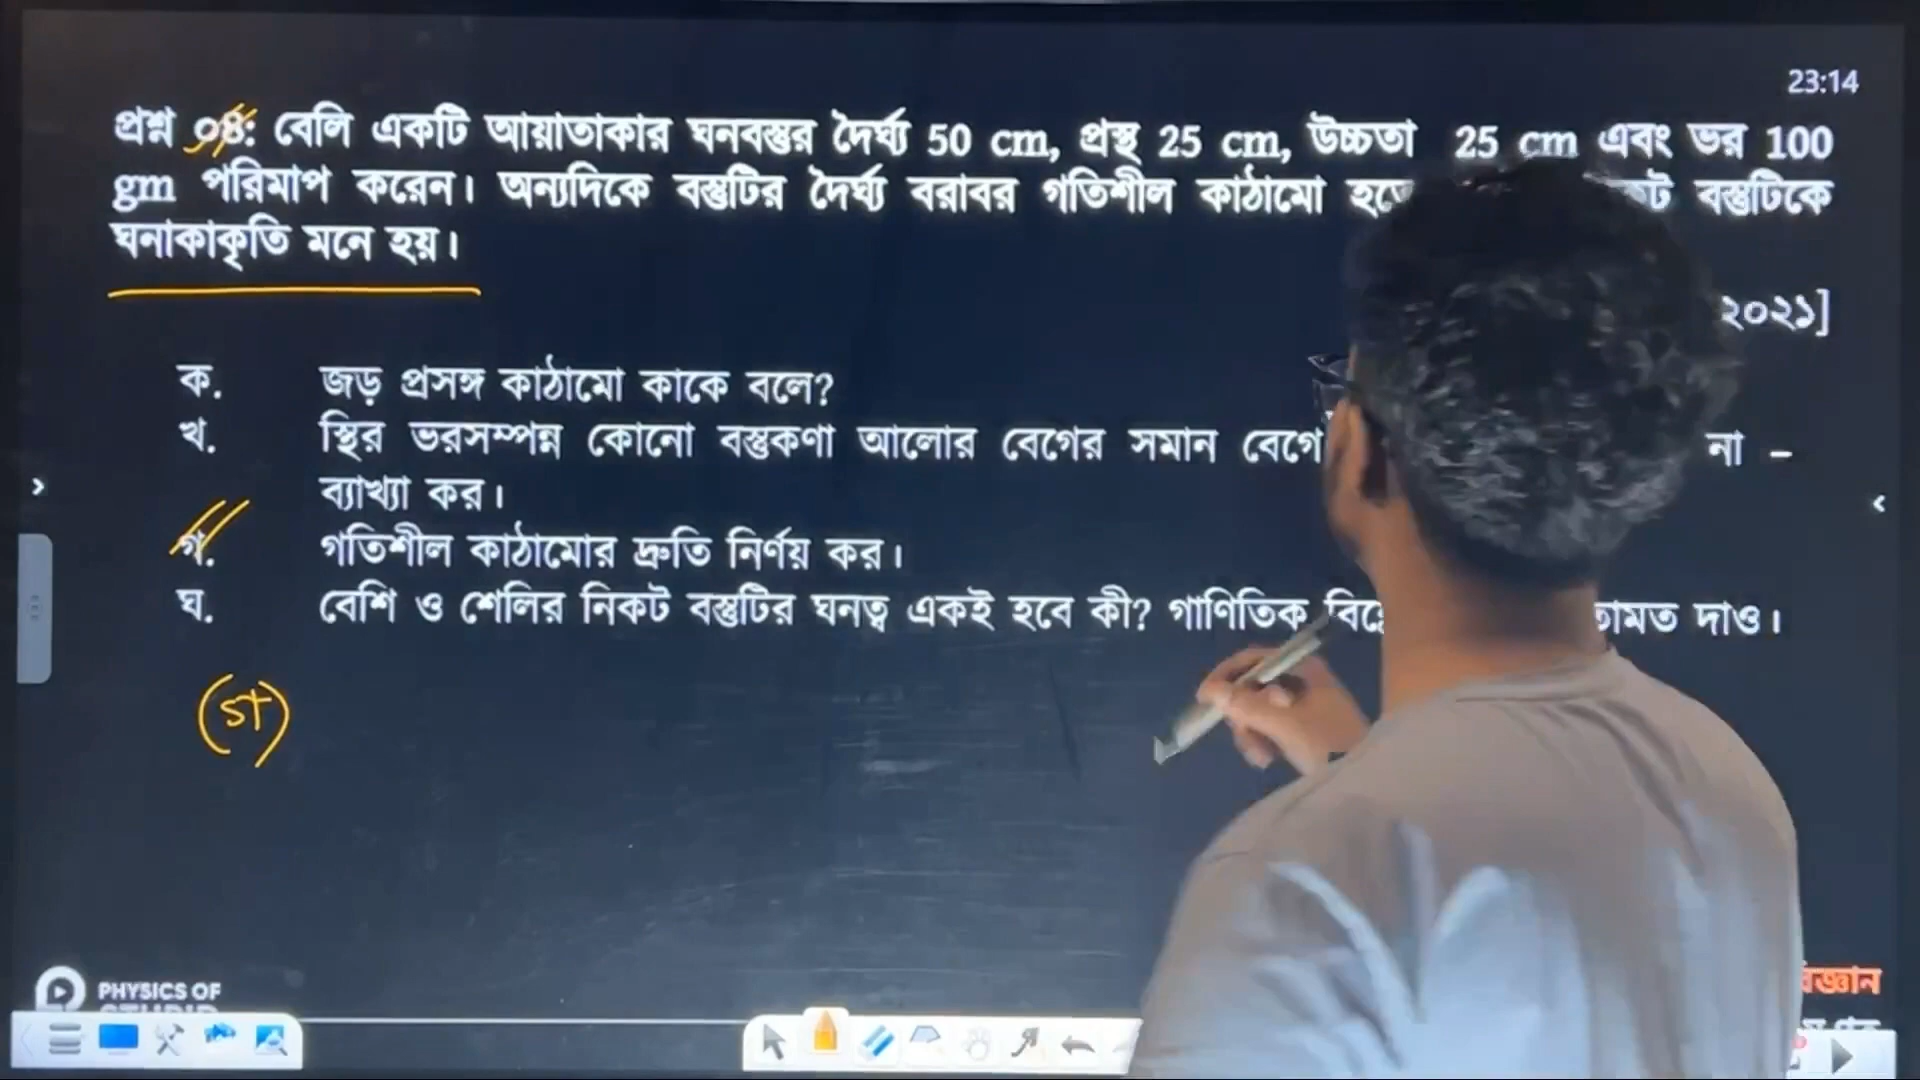 23:14
প্রশ্ন ০৪: বেলি একটি আয়াতাকার ঘনবস্তুর দৈর্ঘ্য 50 cm, প্রস্থ 25 cm, উচ্চতা 25 cm এবং ভর 100
gm পরিমাপ করেন। অন্যদিকে বস্তুটির দৈর্ঘ্য বরাবর গতিশীল কাঠামো বস্তুটিকে
ঘনাকাকৃতি মনে হয়।
২০২১]
ক. জড় প্রসঙ্গ কাঠামো কাকে বলে?
খ. স্থির ভরসম্পন্ন কোনো বস্তুকণা আলোর বেগের সমান বেগে না –
ব্যাখ্যা কর।
গ. গতিশীল কাঠামোর দ্রুতি নির্ণয় কর।
ঘ. বেশি ও শেলির নিকট বস্তুটির ঘনত্ব একই হবে কী? গাণিতিক দাও।
(গ)
PHYSICS OF